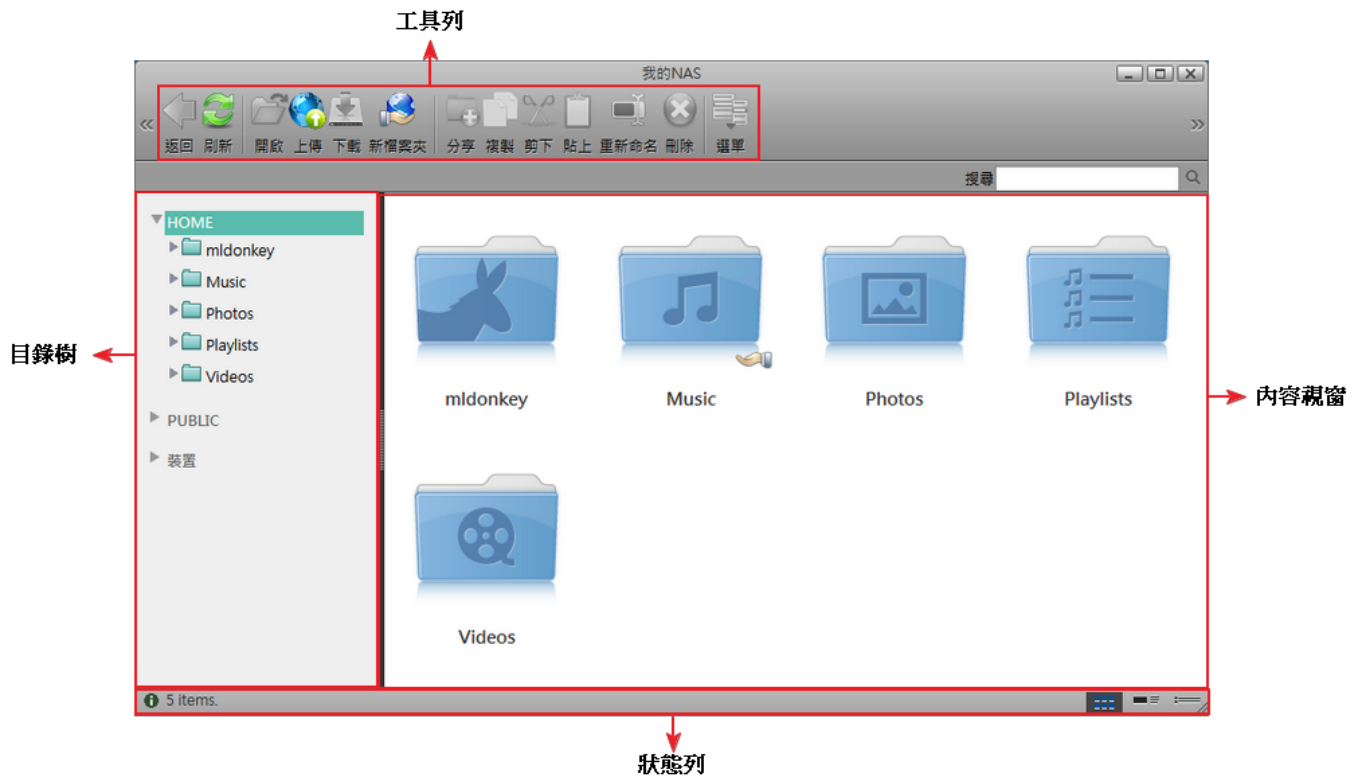 工具列
我的NAS
返回 刷新 開啟 上傳 下載 新檔案夾 分享 複製 剪下 貼上 重新命名 刪除 選單
搜尋
HOME
mldonkey
Music
Photos
Playlists
Videos
PUBLIC
裝置
目錄樹
mldonkey Music Photos Playlists
Videos
內容視窗
5 items.
狀態列